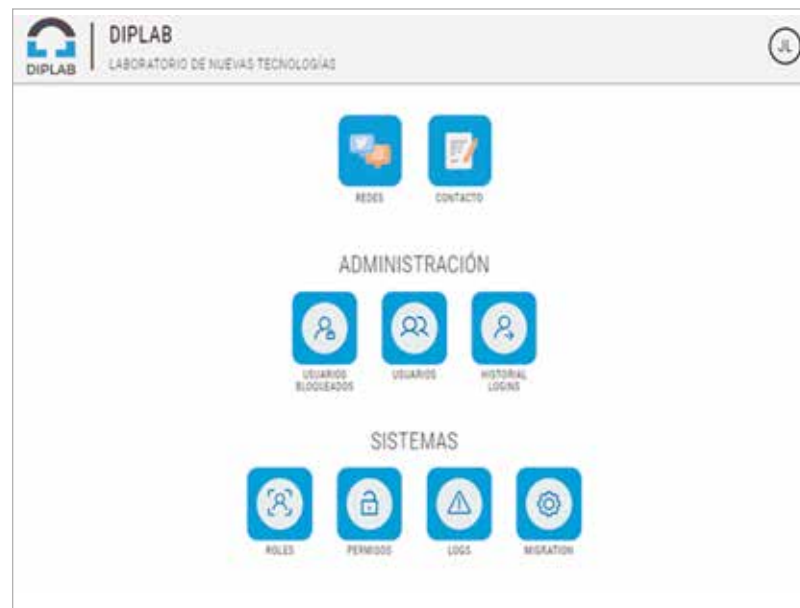 DIPLAB
DIPLAB
LABORATORIO DE NUEVAS TECNOLOGÍAS
JL
REDES
CONTACTO
ADMINISTRACIÓN
USUARIOS
BLOQUEADOS
USUARIOS
HISTORIAL
LOGINS
SISTEMAS
ROLES
PERMISOS
LOGS
MIGRATION